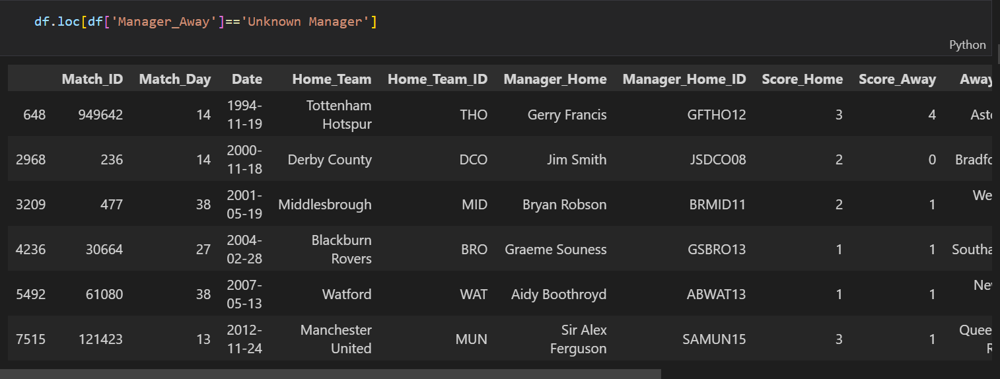 df.loc[df['Manager_Away']=='Unknown Manager']
Python
Match_ID Match_Day Date Home_Team Home_Team_ID Manager_Home Manager_Home_ID Score_Home Score_Away Away
648 949642 14 1994-11-19 Tottenham Hotspur THO Gerry Francis GFTHO12 3 4
2968 236 14 2000-11-18 Derby County DCO Jim Smith JSDCO08 2 0
3209 477 38 2001-05-19 Middlesbrough MID Bryan Robson BRMID11 2 1 We
4236 30664 27 2004-02-28 Blackburn Rovers BRO Graeme Souness GSBRO13 1 1 Southa
5492 61080 38 2007-05-13 Watford WAT Aidy Boothroyd ABWAT13 1 1
7515 121423 13 2012-11-24 Manchester United MUN Sir Alex Ferguson SAMUN15 3 1 Quee